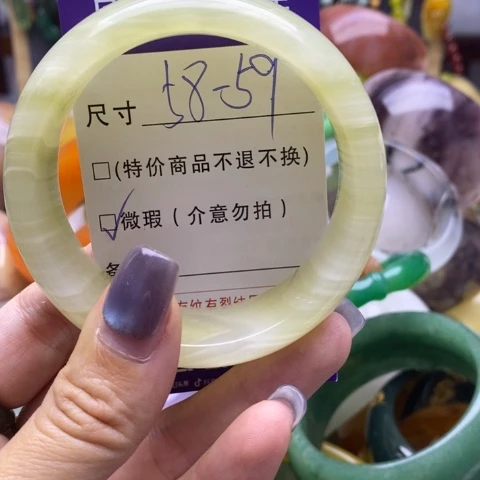 尺寸 58-59
□(特价商品不退不换)
☑微瑕(介意勿拍)